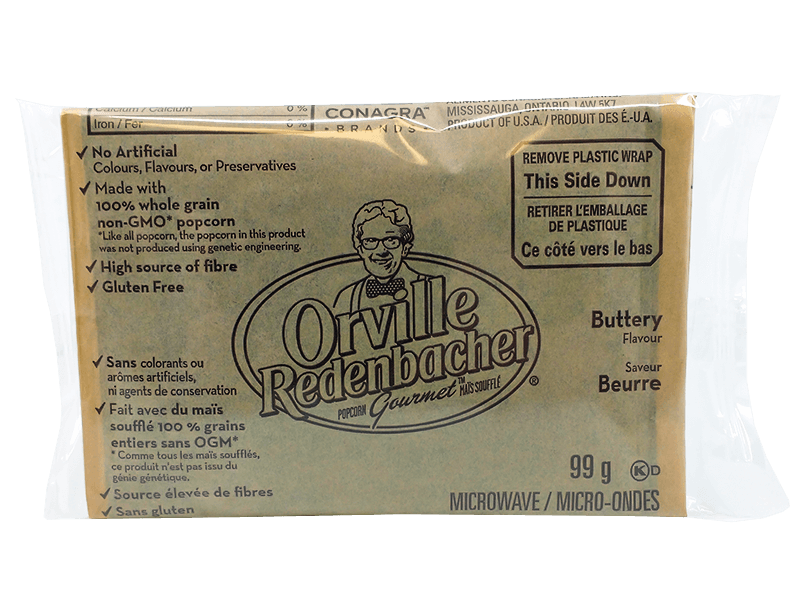 Calcium / Calcium 0 %
Iron / Fer 0 %
CONAGRA™
BRANDS
MISSISSAUGA, ONTARIO L4W 5K7
PRODUCT OF U.S.A. / PRODUIT DES É.-U.A.
✓ No Artificial
Colours, Flavours, or Preservatives
✓ Made with
100% whole grain
non-GMO* popcorn
*Like all popcorn, the popcorn in this product
was not produced using genetic engineering.
✓ High source of fibre
✓ Gluten Free
REMOVE PLASTIC WRAP
This Side Down
RETIRER L'EMBALLAGE
DE PLASTIQUE
Ce côté vers le bas
Orville
Redenbacher
POPCORN Gourmet™ MAÏS SOUFFLÉ ®
Buttery
Flavour
Saveur
Beurre
✓ Sans colorants ou
arômes artificiels,
ni agents de conservation
✓ Fait avec du maïs
soufflé 100 % grains
entiers sans OGM*
* Comme tous les maïs soufflés,
ce produit n'est pas issu du
génie génétique.
✓ Source élevée de fibres
✓ Sans gluten
99 g K D
MICROWAVE / MICRO-ONDES